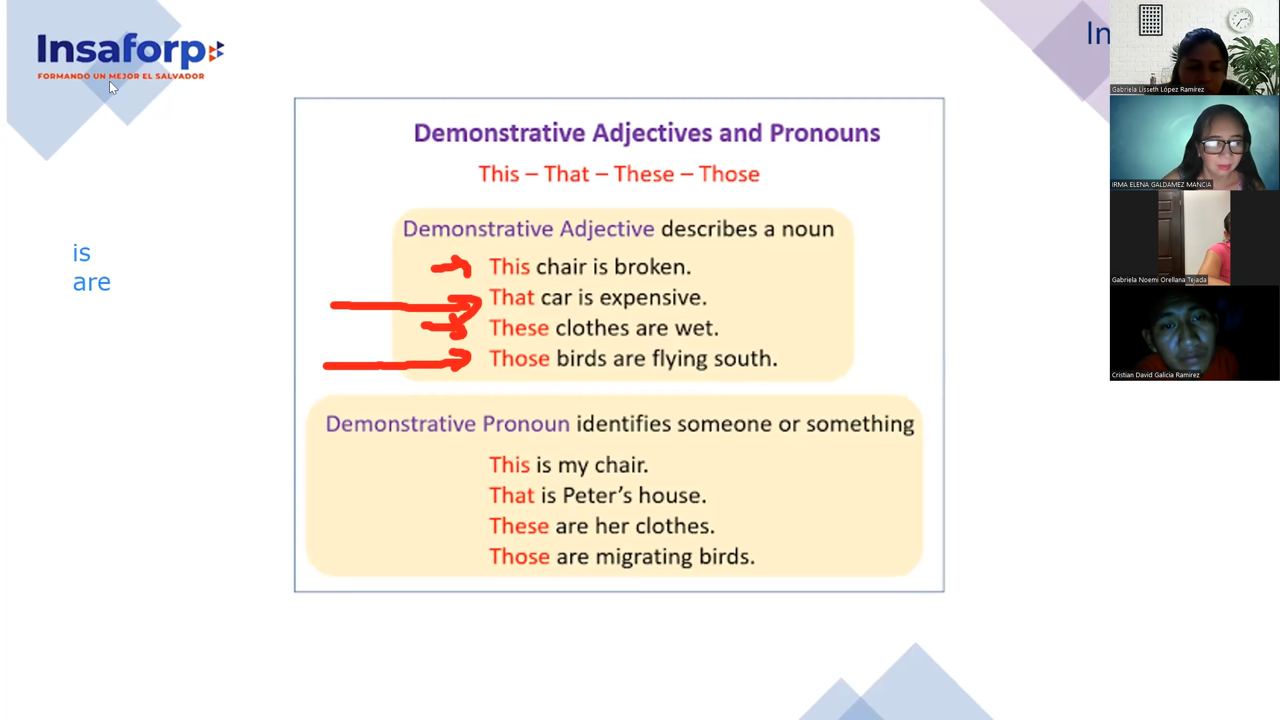 Insaforp
FORMANDO UN MEJOR EL SALVADOR
In
Demonstrative Adjectives and Pronouns
This – That – These – Those
Demonstrative Adjective describes a noun
This chair is broken.
That car is expensive.
These clothes are wet.
Those birds are flying south.
is
are
Demonstrative Pronoun identifies someone or something
This is my chair.
That is Peter's house.
These are her clothes.
Those are migrating birds.
Gabriela Lisseth López Ramírez
IRMA ELENA GALDAMEZ MANCIA
Gabriela Noemi Orellana Tejada
Cristian David Galicia Ramirez